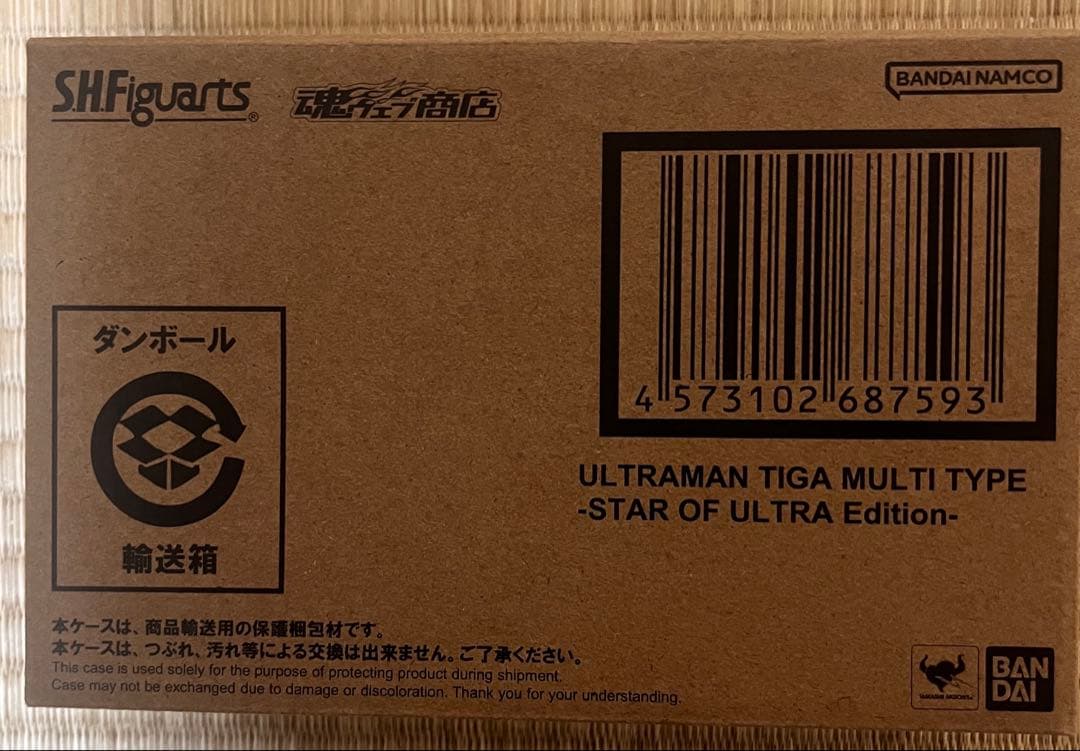 S.H.Figuarts®
魂ウェブ商店
BANDAI NAMCO
4 573102 687593
ULTRAMAN TIGA MULTI TYPE
-STAR OF ULTRA Edition-
ダンボール
輸送箱
本ケースは、商品輸送用の保護梱包材です。
本ケースは、つぶれ、汚れ等による交換は出来ません。ご了承ください。
This case is used solely for the purpose of protecting product during shipment.
Case may not be exchanged due to damage or discoloration. Thank you for your understanding.
TAMASHII NATIONS
BAN
DAI